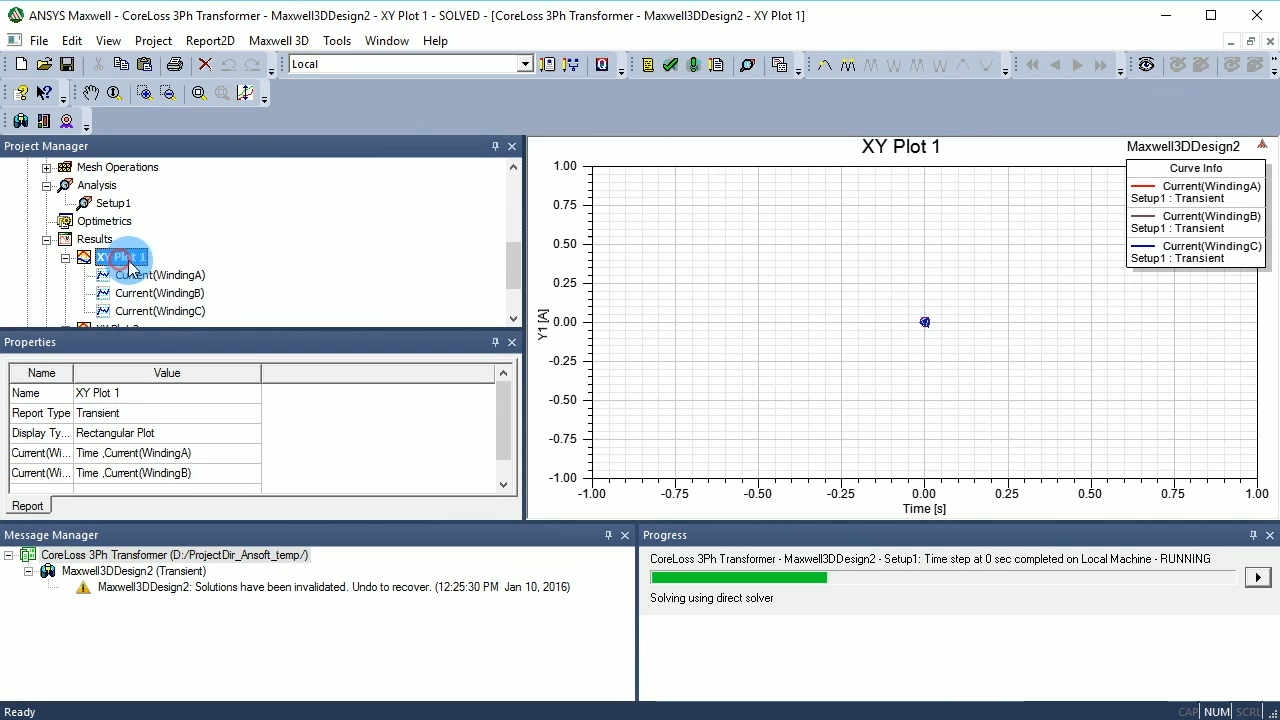 ANSYS Maxwell - CoreLoss 3Ph Transformer - Maxwell3DDesign2 - XY Plot 1 - SOLVED - [CoreLoss 3Ph Transformer - Maxwell3DDesign2 - XY Plot 1]
File Edit View Project Report2D Maxwell 3D Tools Window Help
Local
Project Manager
Mesh Operations
Analysis
Setup1
Optimetrics
Results
XY Plot 1
Current(WindingA)
Current(WindingB)
Current(WindingC)
Properties
Name Value
Name XY Plot 1
Report Type Transient
Display Ty... Rectangular Plot
Current(Wi... Time ,Current(WindingA)
Current(Wi... Time ,Current(WindingB)
Report
XY Plot 1
Maxwell3DDesign2
Curve Info
Current(WindingA)
Setup1 : Transient
Current(WindingB)
Setup1 : Transient
Current(WindingC)
Setup1 : Transient
1.00
0.75
0.50
0.25
0.00
-0.25
-0.50
-0.75
-1.00
Y1 [A]
-1.00 -0.75 -0.50 -0.25 0.00 0.25 0.50 0.75 1.00
Time [s]
Message Manager
CoreLoss 3Ph Transformer (D:/ProjectDir_Ansoft_temp/)
Maxwell3DDesign2 (Transient)
Maxwell3DDesign2: Solutions have been invalidated. Undo to recover. (12:25:30 PM Jan 10, 2016)
Progress
CoreLoss 3Ph Transformer - Maxwell3DDesign2 - Setup1: Time step at 0 sec completed on Local Machine - RUNNING
Solving using direct solver
Ready
CAP NUM SCRL